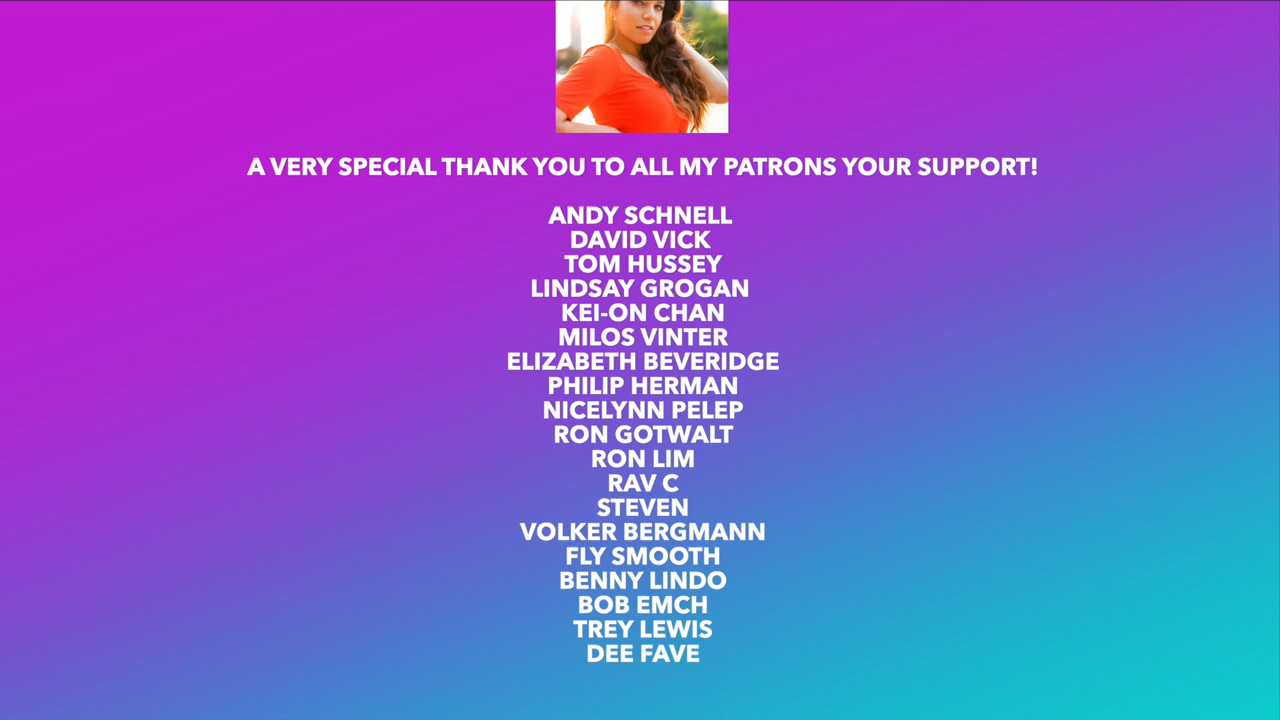 A VERY SPECIAL THANK YOU TO ALL MY PATRONS YOUR SUPPORT!
ANDY SCHNELL
DAVID VICK
TOM HUSSEY
LINDSAY GROGAN
KEI-ON CHAN
MILOS VINTER
ELIZABETH BEVERIDGE
PHILIP HERMAN
NICELYNN PELEP
RON GOTWALT
RON LIM
RAV C
STEVEN
VOLKER BERGMANN
FLY SMOOTH
BENNY LINDO
BOB EMCH
TREY LEWIS
DEE FAVE